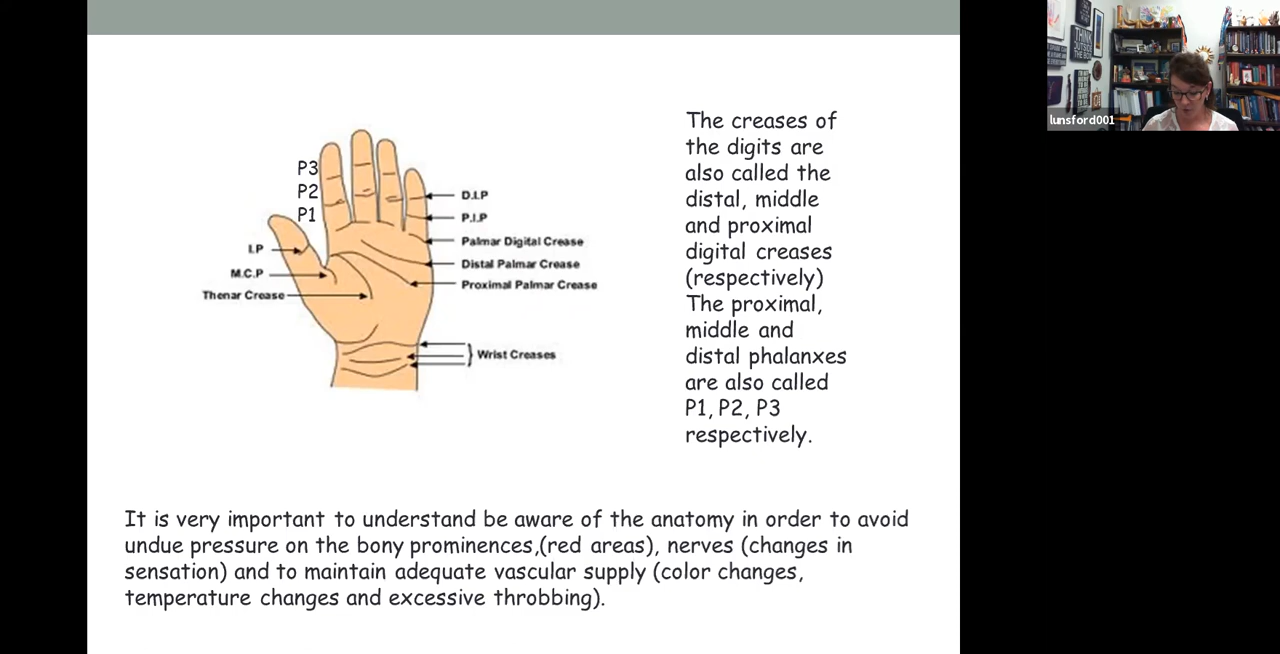 P3
P2
P1
I.P
M.C.P
Thenar Crease
D.I.P
P.I.P
Palmar Digital Crease
Distal Palmar Crease
Proximal Palmar Crease
Wrist Creases
The creases of
the digits are
also called the
distal, middle
and proximal
digital creases
(respectively)
The proximal,
middle and
distal phalanxes
are also called
P1, P2, P3
respectively.
It is very important to understand be aware of the anatomy in order to avoid
undue pressure on the bony prominences,(red areas), nerves (changes in
sensation) and to maintain adequate vascular supply (color changes,
temperature changes and excessive throbbing).
THINK
OUTSIDE
THE BOX
lunsford001